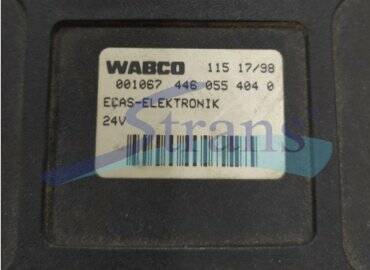 WABCO 115 17/98
001067 446 055 404 0
ECAS-ELEKTRONIK
24V
Strans